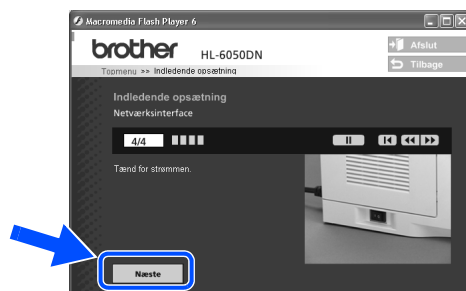 Macromedia Flash Player 6
brother HL-6050DN
Afslut
Topmenu >> Indledende opsætning
Tilbage
Indledende opsætning
Netværksinterface
4/4
Tænd for strømmen.
Næste